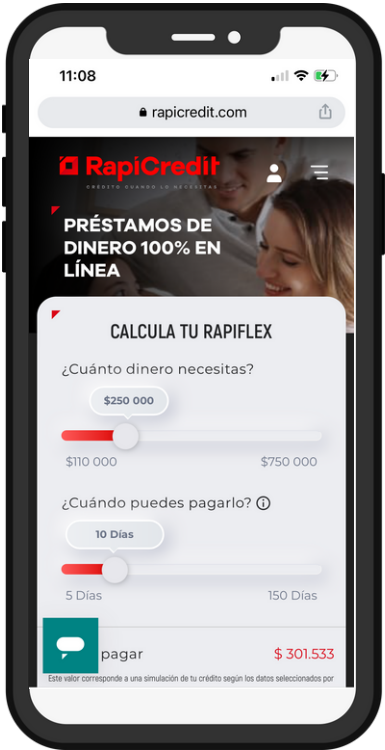 11:08
rapicredit.com
RapiCredit
CRÉDITO CUANDO LO NECESITAS
PRÉSTAMOS DE
DINERO 100% EN
LÍNEA
CALCULA TU RAPIFLEX
¿Cuánto dinero necesitas?
$250 000
$110 000 $750 000
¿Cuándo puedes pagarlo?
10 Días
5 Días 150 Días
pagar $ 301.533
Este valor corresponde a una simulación de tu crédito según los datos seleccionados por